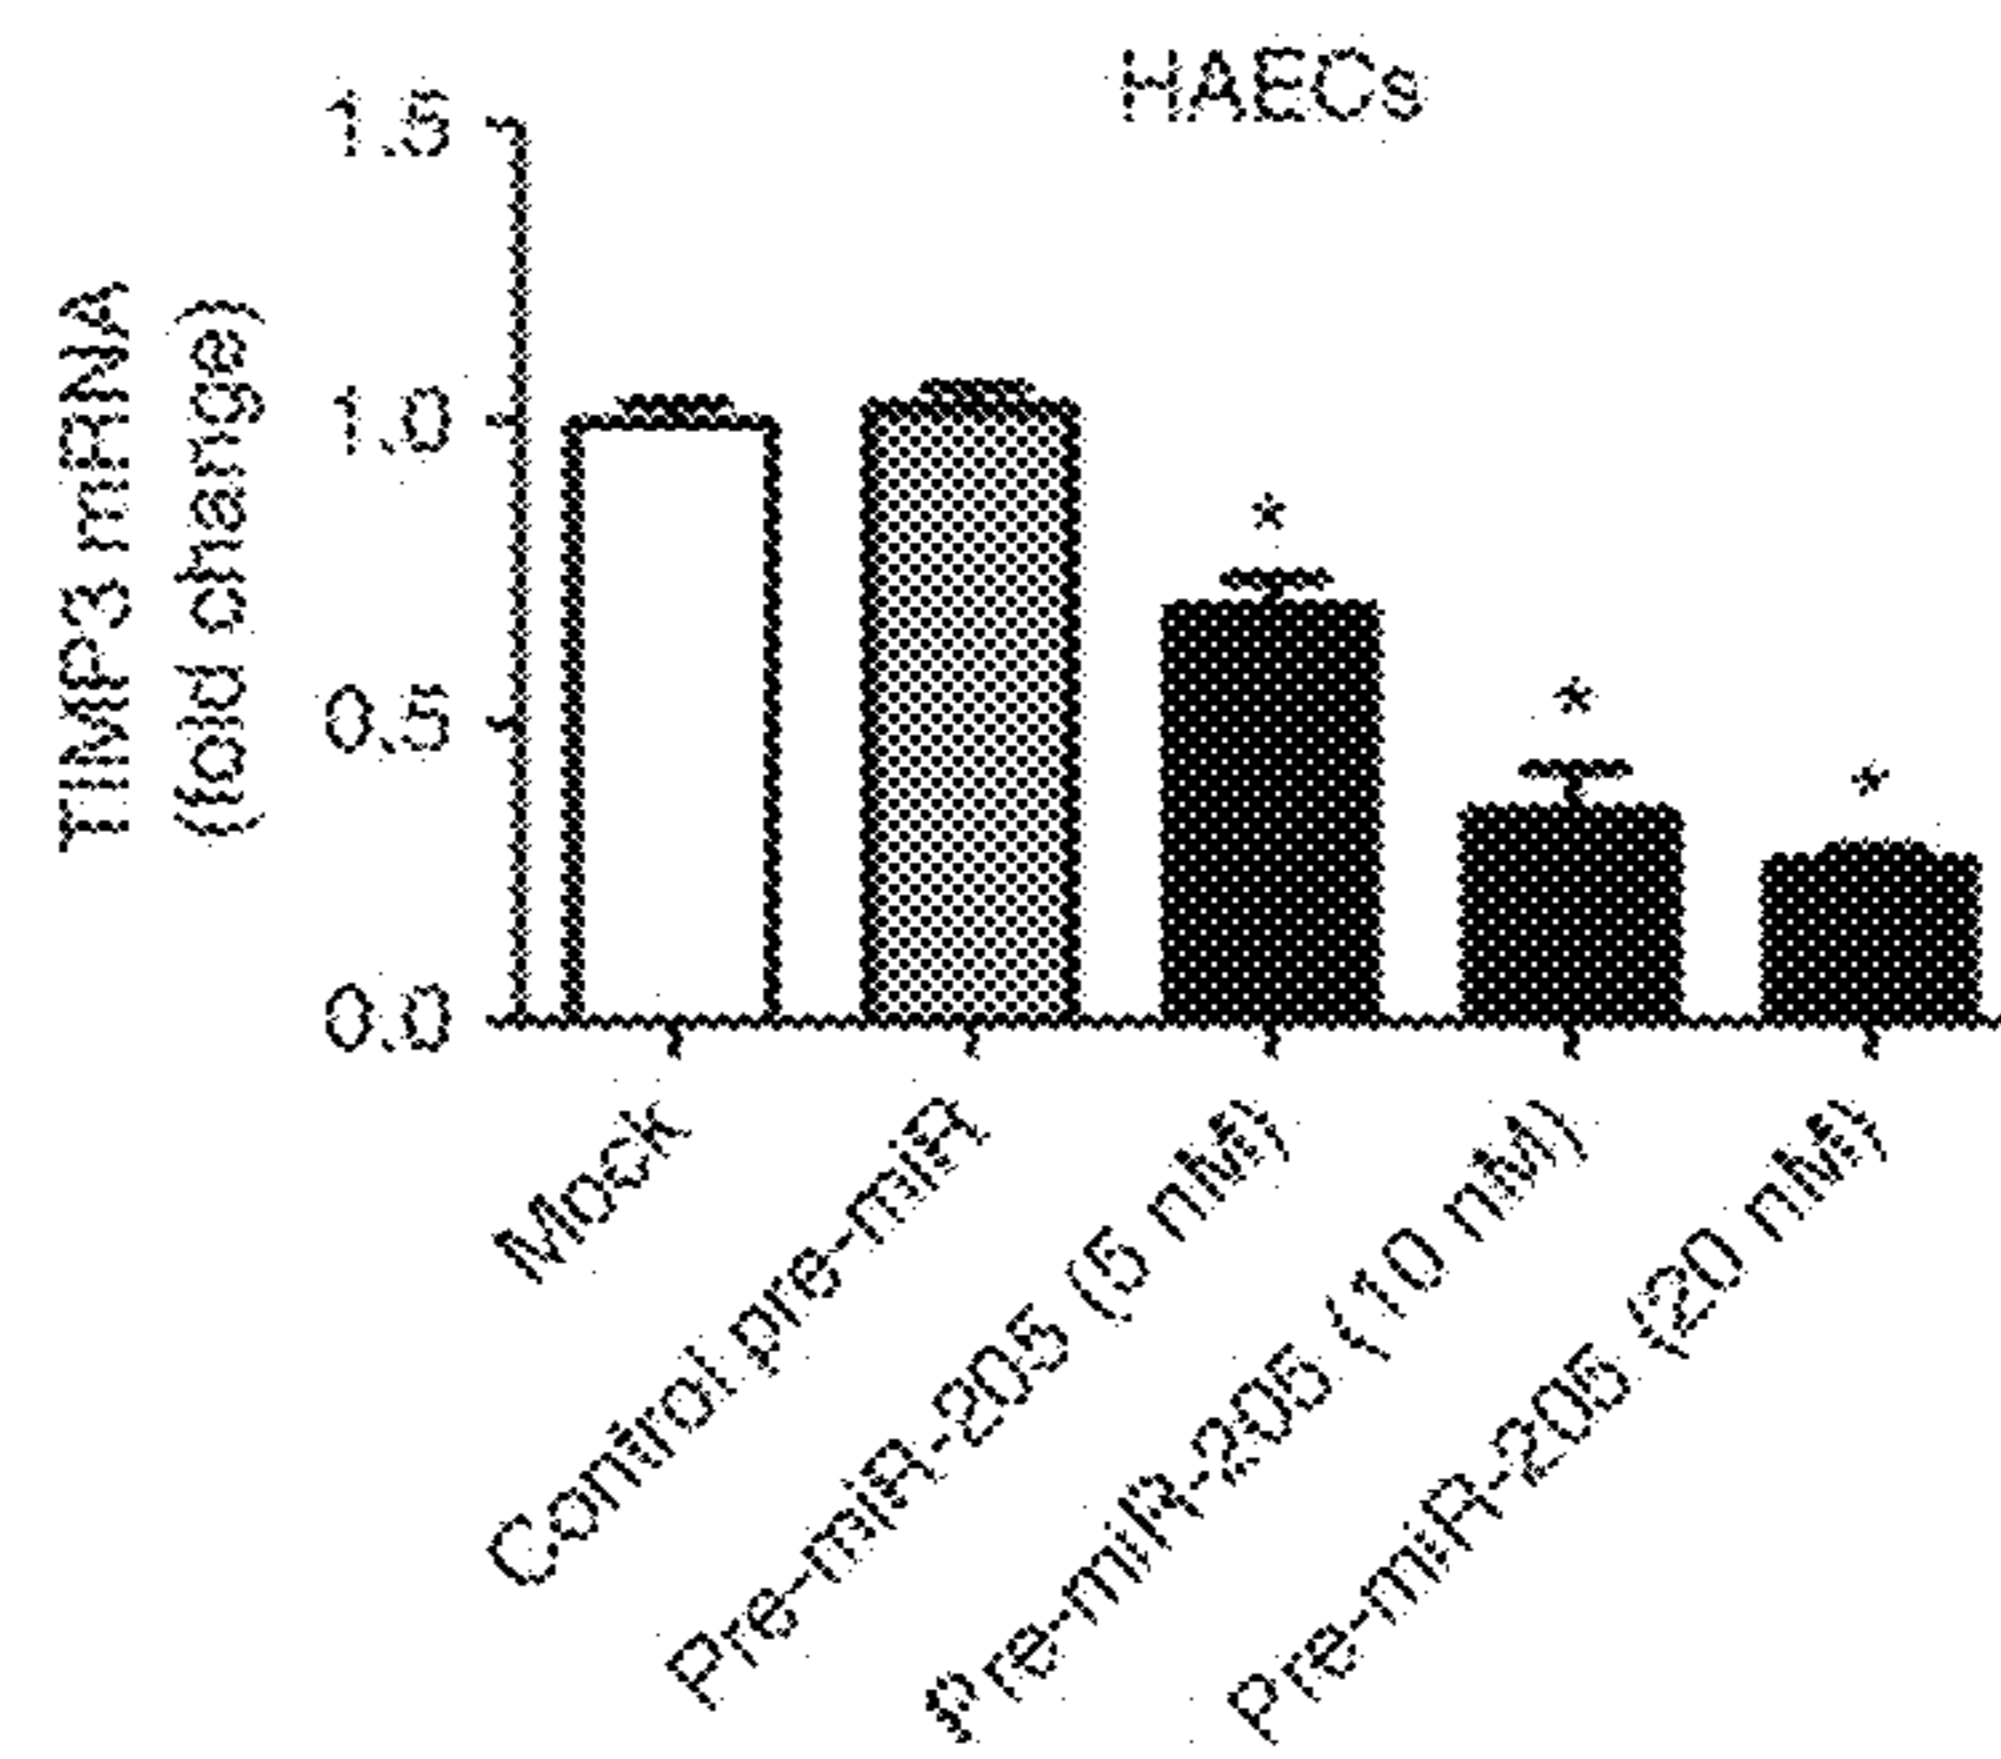 HAECs
TIMP3 mRNA
(fold change)
1.5
1.0
0.5
0.0
*
*
*
Mock
Control pre-miR
Pre-miR-205 (5 nM)
Pre-miR-205 (10 nM)
Pre-miR-205 (20 nM)